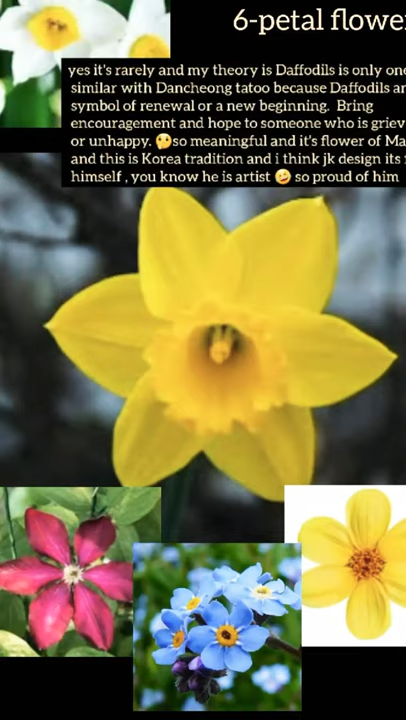 6-petal flower
yes it's rarely and my theory is Daffodils is only one
similar with Dancheong tatoo because Daffodils ar
symbol of renewal or a new beginning. Bring
encouragement and hope to someone who is griev
or unhappy. 🤔so meaningful and it's flower of Ma
and this is Korea tradition and i think jk design its
himself , you know he is artist 🤪 so proud of him